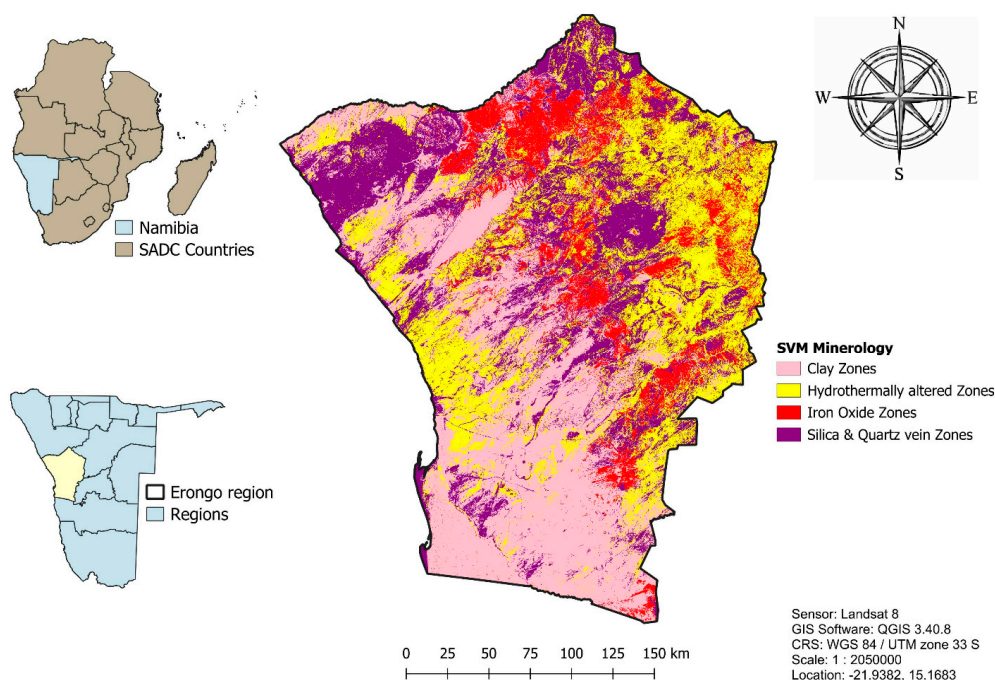 N
W
E
S
Namibia
SADC Countries
SVM Minerology
Clay Zones
Hydrothermally altered Zones
Iron Oxide Zones
Silica & Quartz vein Zones
Erongo region
Regions
0 25 50 75 100 125 150 km
Sensor: Landsat 8
GIS Software: QGIS 3.40.8
CRS: WGS 84 / UTM zone 33 S
Scale: 1 : 2050000
Location: -21.9382, 15.1683